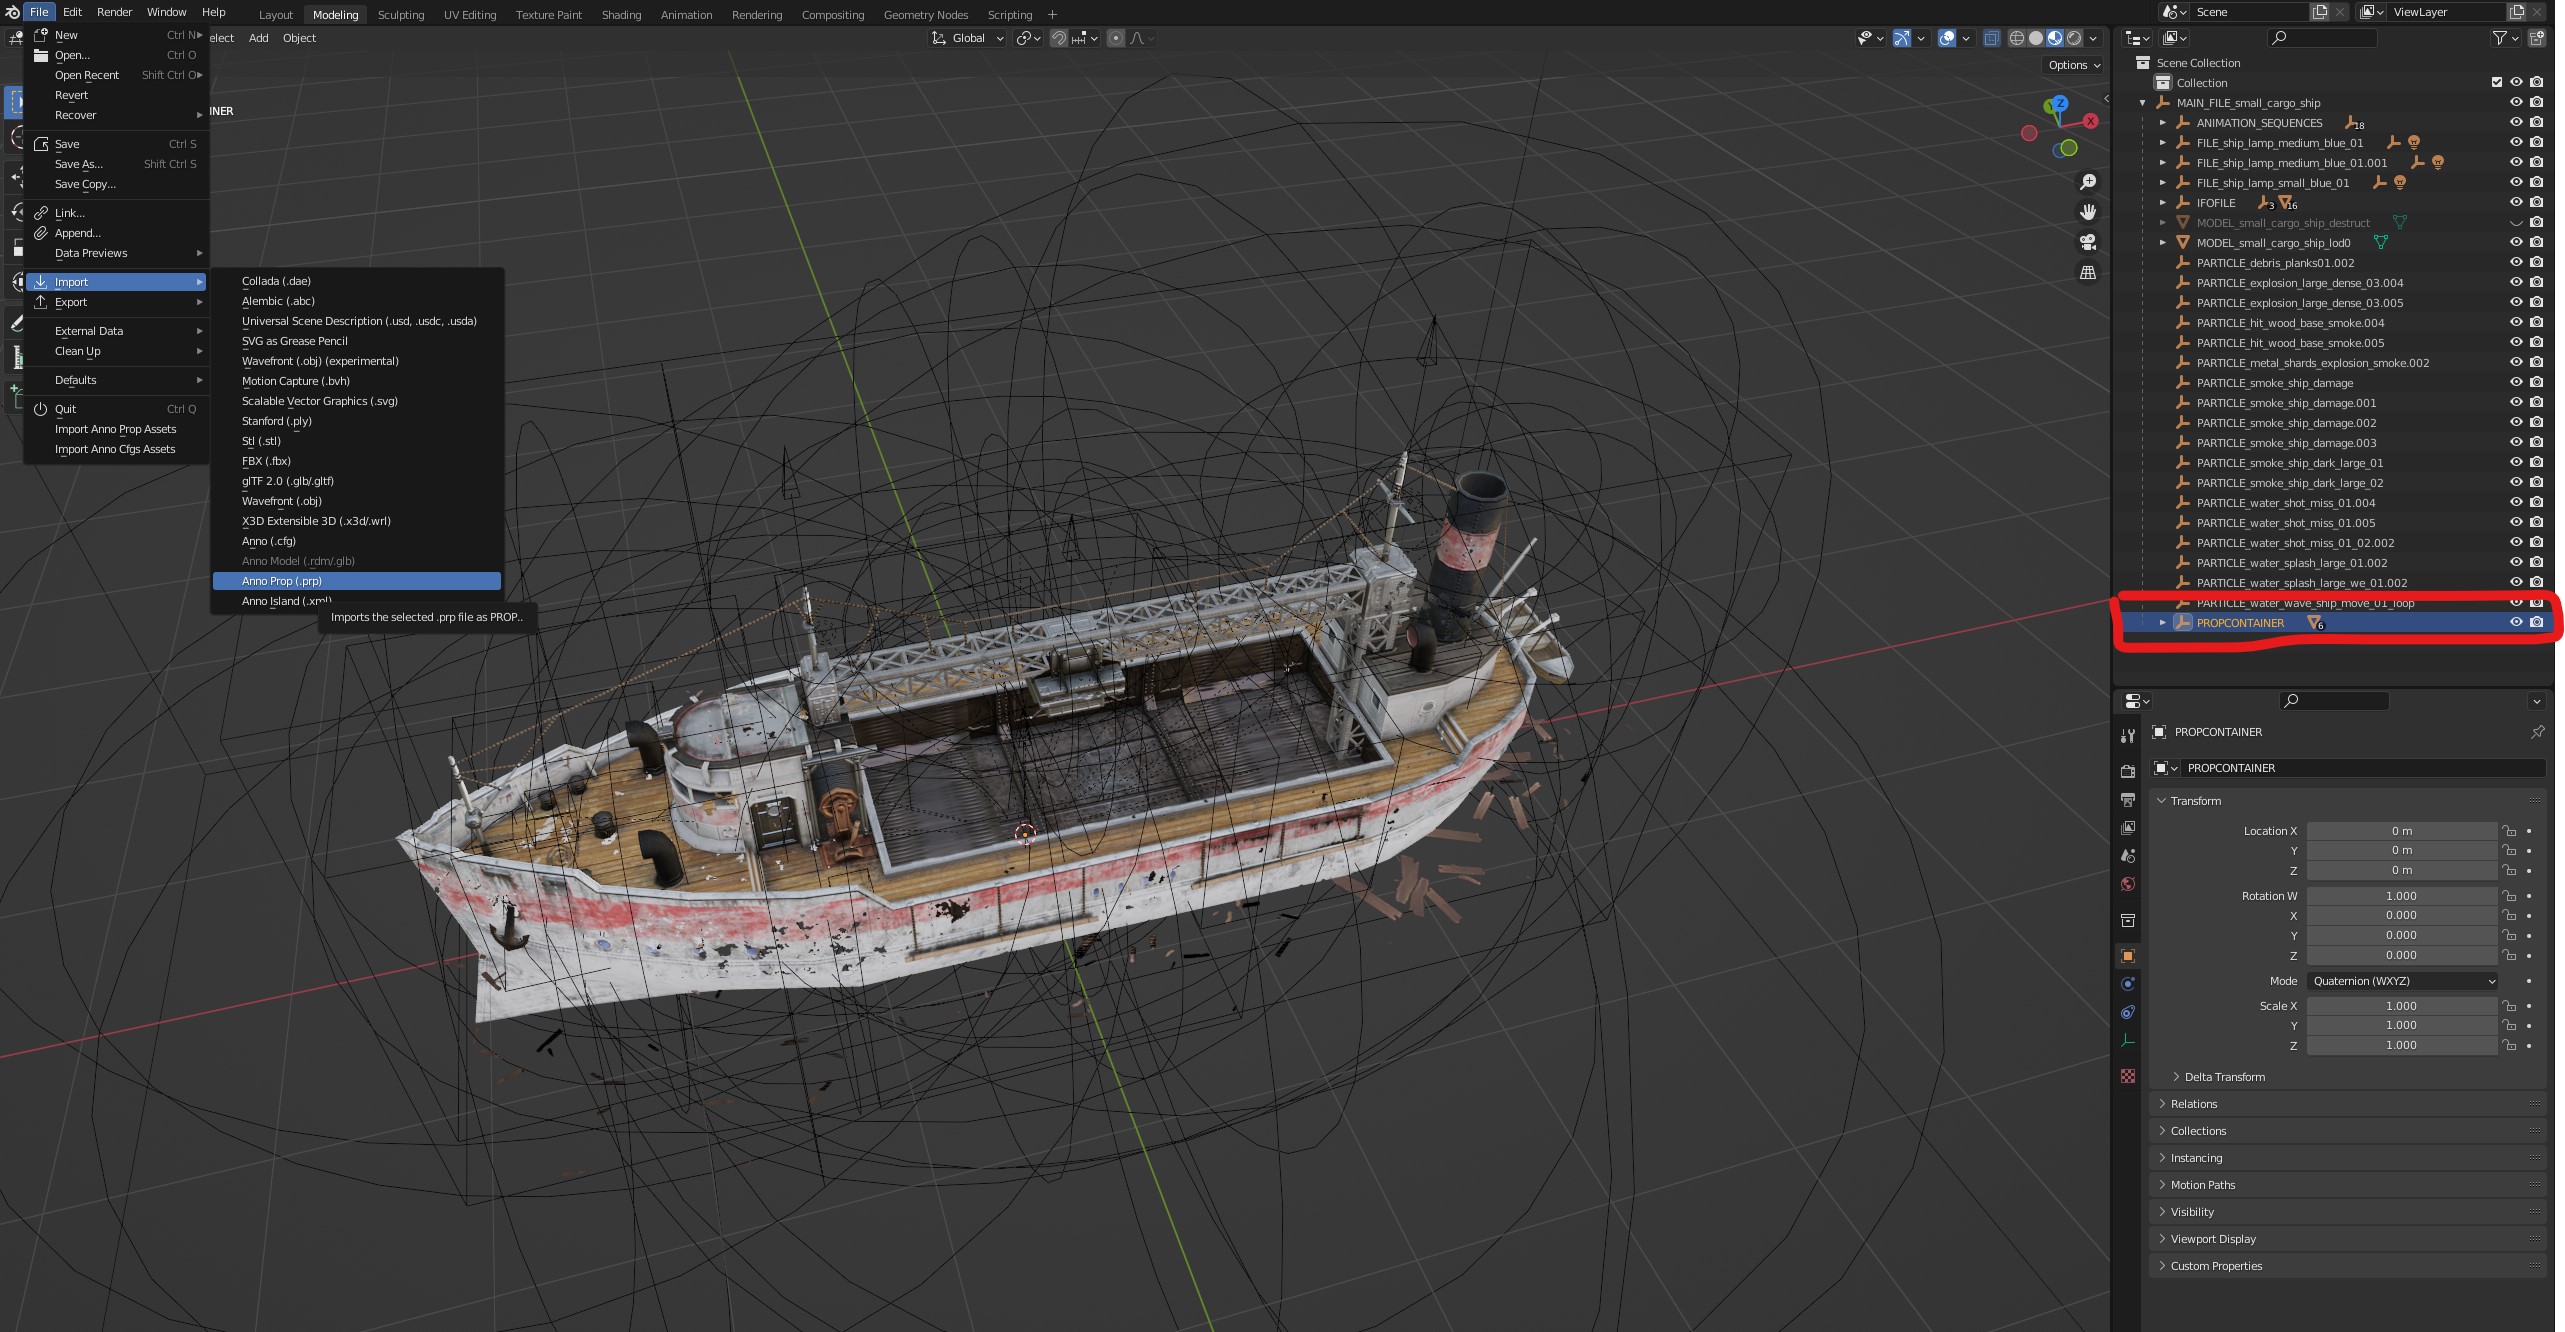 File Edit Render Window Help Layout Modeling Sculpting UV Editing Texture Paint Shading Animation Rendering Compositing Geometry Nodes Scripting + Scene ViewLayer
elect Add Object Global
Options
INER
New Ctrl N
Open... Ctrl O
Open Recent Shift Ctrl O
Revert
Recover
Save Ctrl S
Save As... Shift Ctrl S
Save Copy...
Link...
Append...
Data Previews
Import
Export
External Data
Clean Up
Defaults
Quit Ctrl Q
Import Anno Prop Assets
Import Anno Cfgs Assets
Collada (.dae)
Alembic (.abc)
Universal Scene Description (.usd, .usdc, .usda)
SVG as Grease Pencil
Wavefront (.obj) (experimental)
Motion Capture (.bvh)
Scalable Vector Graphics (.svg)
Stanford (.ply)
Stl (.stl)
FBX (.fbx)
glTF 2.0 (.glb/.gltf)
Wavefront (.obj)
X3D Extensible 3D (.x3d/.wrl)
Anno (.cfg)
Anno Model (.rdm/.glb)
Anno Prop (.prp)
Anno Island (.xml)
Imports the selected .prp file as PROP..
Y Z X
Scene Collection
Collection
MAIN_FILE_small_cargo_ship
ANIMATION_SEQUENCES 18
FILE_ship_lamp_medium_blue_01
FILE_ship_lamp_medium_blue_01.001
FILE_ship_lamp_small_blue_01
IFOFILE 3 16
MODEL_small_cargo_ship_destruct
MODEL_small_cargo_ship_lod0
PARTICLE_debris_planks01.002
PARTICLE_explosion_large_dense_03.004
PARTICLE_explosion_large_dense_03.005
PARTICLE_hit_wood_base_smoke.004
PARTICLE_hit_wood_base_smoke.005
PARTICLE_metal_shards_explosion_smoke.002
PARTICLE_smoke_ship_damage
PARTICLE_smoke_ship_damage.001
PARTICLE_smoke_ship_damage.002
PARTICLE_smoke_ship_damage.003
PARTICLE_smoke_ship_dark_large_01
PARTICLE_smoke_ship_dark_large_02
PARTICLE_water_shot_miss_01.004
PARTICLE_water_shot_miss_01.005
PARTICLE_water_shot_miss_01_02.002
PARTICLE_water_splash_large_01.002
PARTICLE_water_splash_large_we_01.002
PARTICLE_water_wave_ship_move_01_loop
PROPCONTAINER 6
PROPCONTAINER
PROPCONTAINER
Transform
Location X 0 m
Y 0 m
Z 0 m
Rotation W 1.000
X 0.000
Y 0.000
Z 0.000
Mode Quaternion (WXYZ)
Scale X 1.000
Y 1.000
Z 1.000
Delta Transform
Relations
Collections
Instancing
Motion Paths
Visibility
Viewport Display
Custom Properties